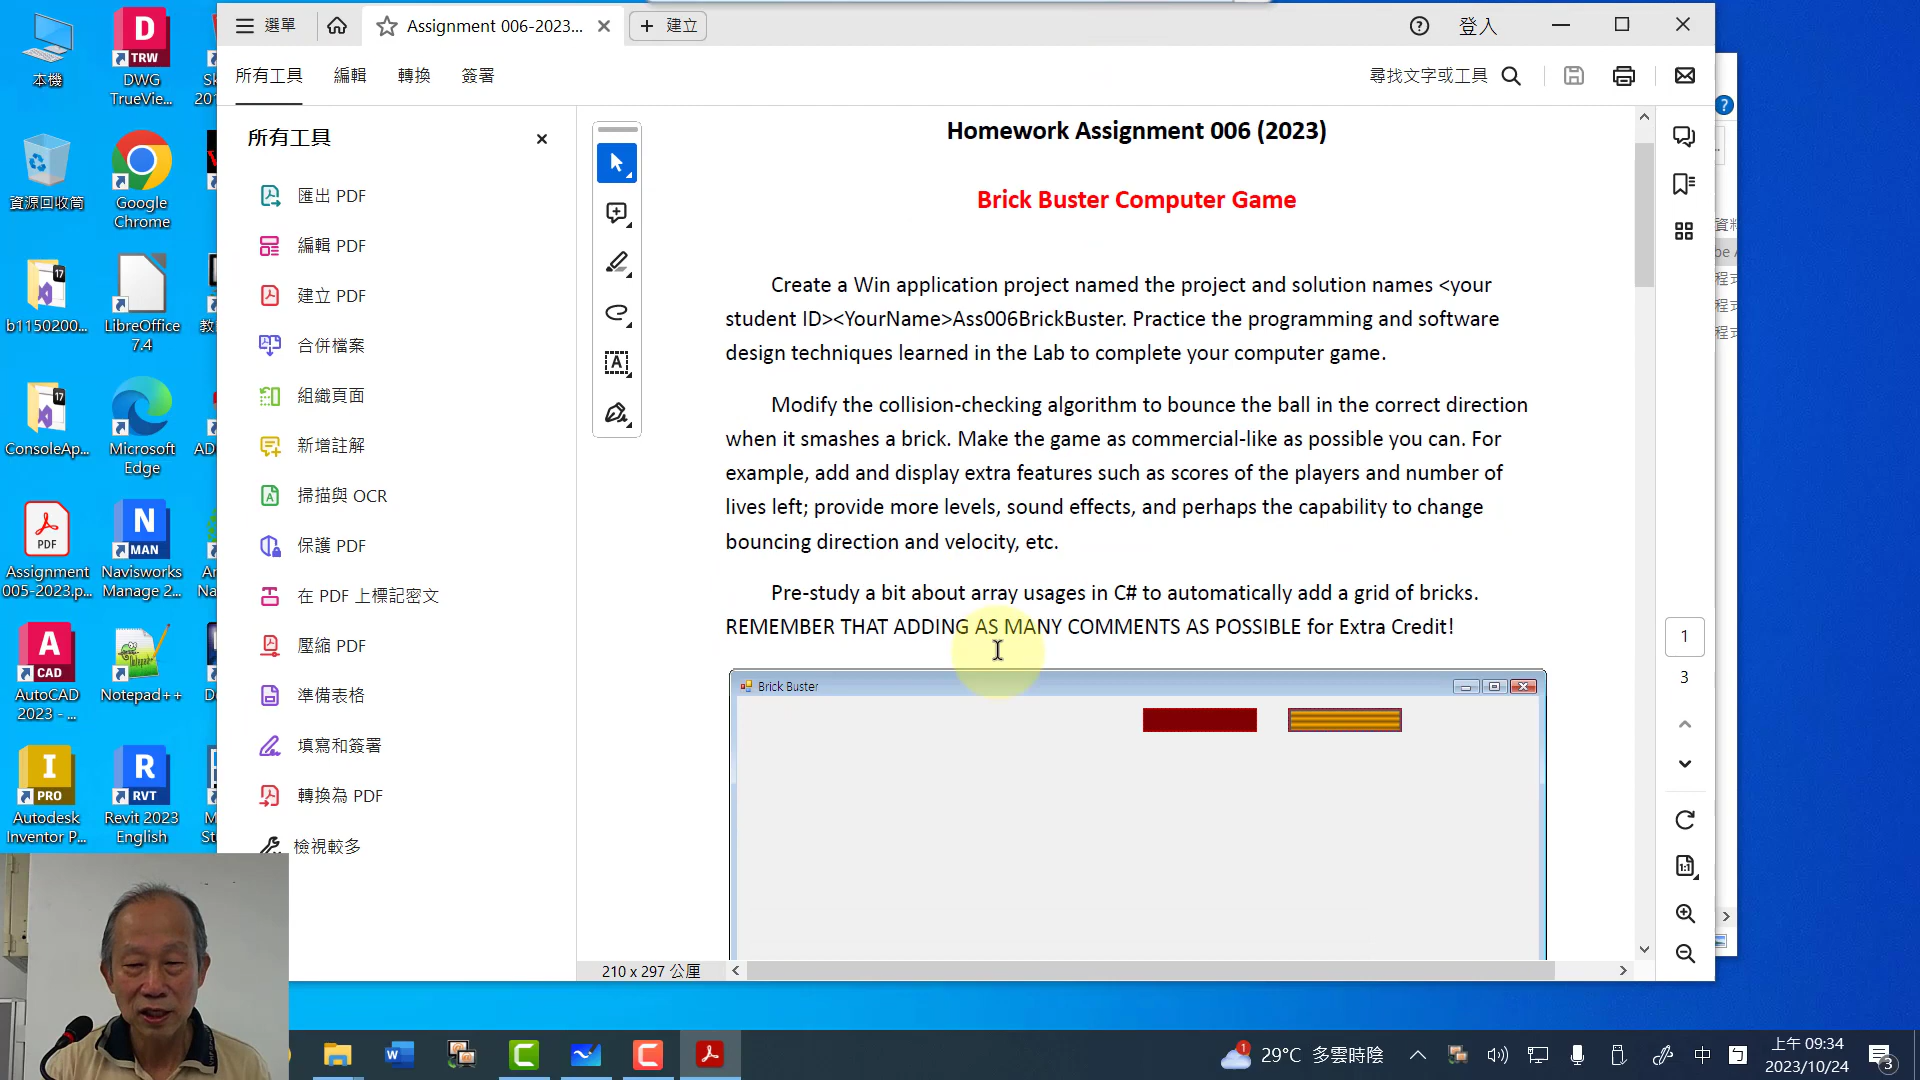 選單
Assignment 006-2023...
建立
登入
所有工具
編輯
轉換
簽署
尋找文字或工具
所有工具
匯出 PDF
編輯 PDF
建立 PDF
合併檔案
組織頁面
新增註解
掃描與 OCR
保護 PDF
在 PDF 上標記密文
壓縮 PDF
準備表格
填寫和簽署
轉換為 PDF
檢視較多
Homework Assignment 006 (2023)
Brick Buster Computer Game
Create a Win application project named the project and solution names <your
student ID><YourName>Ass006BrickBuster. Practice the programming and software
design techniques learned in the Lab to complete your computer game.
Modify the collision-checking algorithm to bounce the ball in the correct direction
when it smashes a brick. Make the game as commercial-like as possible you can. For
example, add and display extra features such as scores of the players and number of
lives left; provide more levels, sound effects, and perhaps the capability to change
bouncing direction and velocity, etc.
Pre-study a bit about array usages in C# to automatically add a grid of bricks.
REMEMBER THAT ADDING AS MANY COMMENTS AS POSSIBLE for Extra Credit!
Brick Buster
210 x 297 公厘
1
3
本機
DWG
TrueView...
資源回收筒
Google
Chrome
b1150200...
LibreOffice
7.4
ConsoleAp...
Microsoft
Edge
Assignment
005-2023.p...
Navisworks
Manage 2...
AutoCAD
2023 - ...
Notepad++
Autodesk
Inventor P...
Revit 2023
English
29°C 多雲時陰
中
上午 09:34
2023/10/24
3